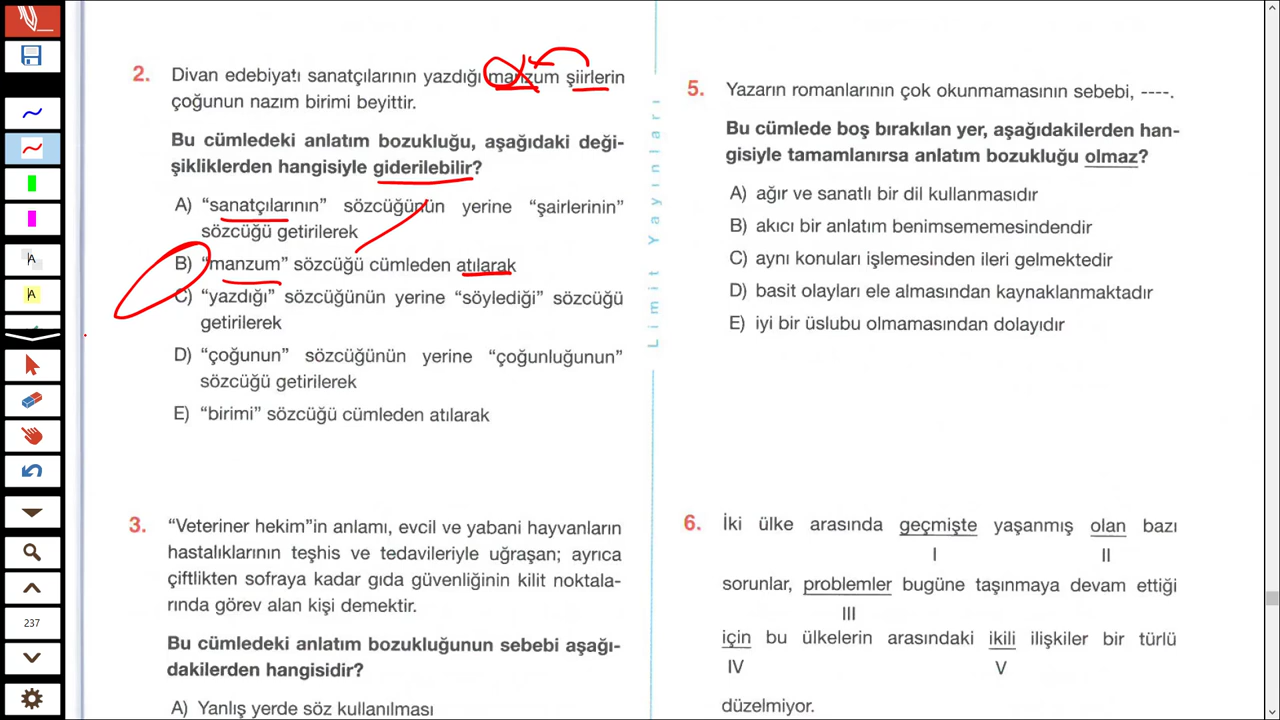 2. Divan edebiyatı sanatçılarının yazdığı manzum şiirlerin
çoğunun nazım birimi beyittir.
Bu cümledeki anlatım bozukluğu, aşağıdaki deği-
şikliklerden hangisiyle giderilebilir?
A) “sanatçılarının” sözcüğünün yerine “şairlerinin”
sözcüğü getirilerek
B) “manzum” sözcüğü cümleden atılarak
C) “yazdığı” sözcüğünün yerine “söylediği” sözcüğü
getirilerek
D) “çoğunun” sözcüğünün yerine “çoğunluğunun”
sözcüğü getirilerek
E) “birimi” sözcüğü cümleden atılarak
3. “Veteriner hekim”in anlamı, evcil ve yabani hayvanların
hastalıklarının teşhis ve tedavileriyle uğraşan; ayrıca
çiftlikten sofraya kadar gıda güvenliğinin kilit noktala-
rında görev alan kişi demektir.
Bu cümledeki anlatım bozukluğunun sebebi aşağı-
dakilerden hangisidir?
A) Yanlış yerde söz kullanılması
Limit Yayınları
5. Yazarın romanlarının çok okunmamasının sebebi, ----.
Bu cümlede boş bırakılan yer, aşağıdakilerden han-
gisiyle tamamlanırsa anlatım bozukluğu olmaz?
A) ağır ve sanatlı bir dil kullanmasıdır
B) akıcı bir anlatım benimsememesindendir
C) aynı konuları işlemesinden ileri gelmektedir
D) basit olayları ele almasından kaynaklanmaktadır
E) iyi bir üslubu olmamasından dolayıdır
6. İki ülke arasında geçmişte yaşanmış olan bazı
I II
sorunlar, problemler bugüne taşınmaya devam ettiği
III
için bu ülkelerin arasındaki ikili ilişkiler bir türlü
IV V
düzelmiyor.
A
A
237